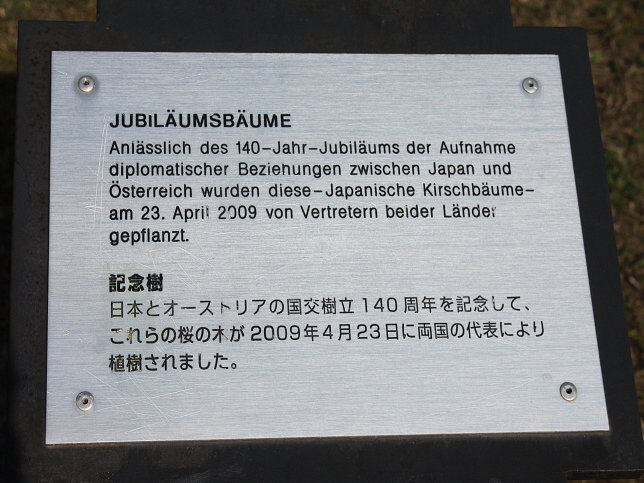 JUBILÄUMSBÄUME
Anlässlich des 140-Jahr-Jubiläums der Aufnahme
diplomatischer Beziehungen zwischen Japan und
Österreich wurden diese-Japanische Kirschbäume-
am 23. April 2009 von Vertretern beider Länder
gepflanzt.
記念樹
日本とオーストリアの国交樹立140周年を記念して、
これらの桜の木が2009年4月23日に両国の代表により
植樹されました。